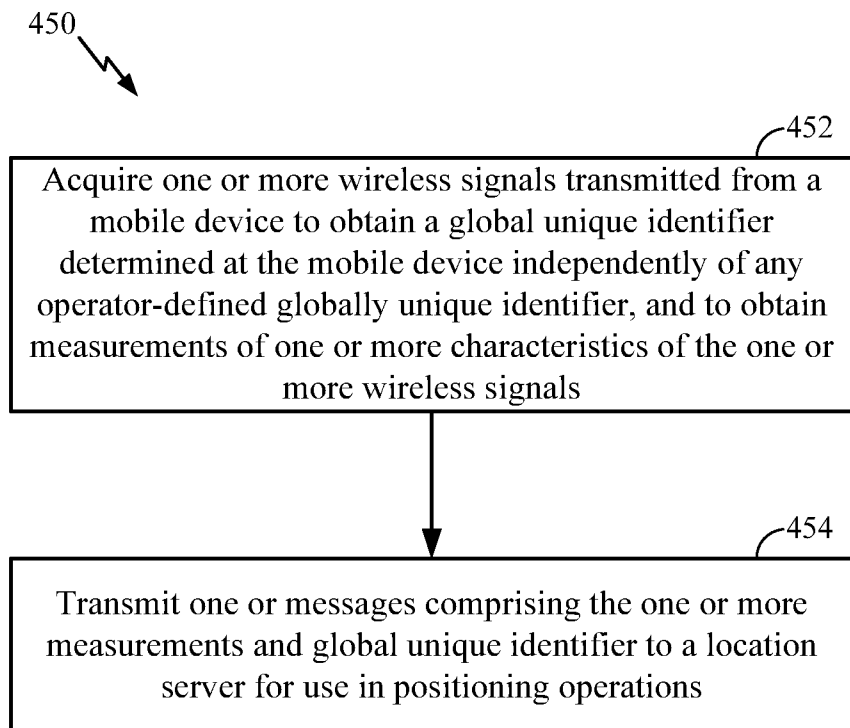 450
452
Acquire one or more wireless signals transmitted from a
mobile device to obtain a global unique identifier
determined at the mobile device independently of any
operator-defined globally unique identifier, and to obtain
measurements of one or more characteristics of the one or
more wireless signals
454
Transmit one or messages comprising the one or more
measurements and global unique identifier to a location
server for use in positioning operations